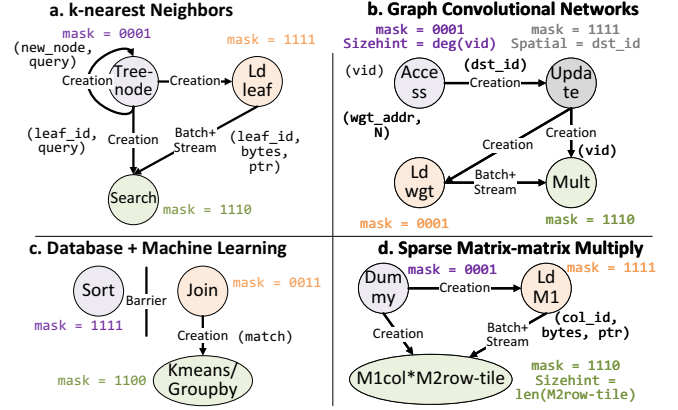 a. k-nearest Neighbors
mask = 0001
(new_node,
query)
mask = 1111
Creation
Tree-
node
Creation
Ld
leaf
(leaf_id,
query)
Creation
Batch+
Stream
(leaf_id,
bytes,
ptr)
Search
mask = 1110
b. Graph Convolutional Networks
mask = 0001
Sizehint = deg(vid)
mask = 1111
Spatial = dst_id
(vid)
Acce
ss
(dst_id)
Creation
Upda
te
(wgt_addr,
N)
Creation
Creation
(vid)
Ld
wgt
Batch+
Stream
Mult
mask = 0001
mask = 1110
c. Database + Machine Learning
Sort
Barrier
Join
mask = 0011
mask = 1111
Creation
(match)
mask = 1100
Kmeans/
Groupby
d. Sparse Matrix-matrix Multiply
Dum
my
mask = 0001
Creation
Ld
M1
mask = 1111
Creation
Batch+
Stream
(col_id,
bytes, ptr)
M1col*M2row-tile
mask = 1110
Sizehint =
len(M2row-tile)